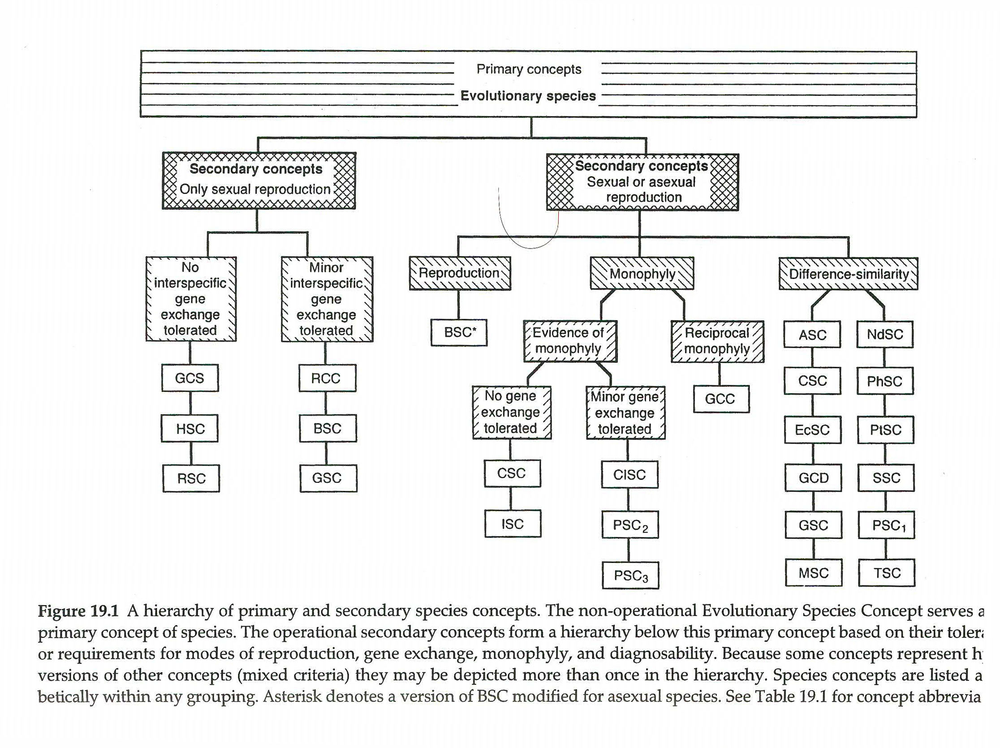 Primary concepts
Evolutionary species
Secondary concepts
Only sexual reproduction
Secondary concepts
Sexual or asexual
reproduction
No
interspecific
gene
exchange
tolerated
Minor
interspecific
gene
exchange
tolerated
Reproduction
Monophyly
Difference-similarity
BSC*
Evidence of
monophyly
Reciprocal
monophyly
GCS
HSC
RSC
RCC
BSC
GSC
No gene
exchange
tolerated
Minor gene
exchange
tolerated
GCC
CSC
ISC
CISC
PSC₂
PSC₃
ASC
CSC
EcSC
GCD
GSC
MSC
NdSC
PhSC
PtSC
SSC
PSC₁
TSC
Figure 19.1 A hierarchy of primary and secondary species concepts. The non-operational Evolutionary Species Concept serves a
primary concept of species. The operational secondary concepts form a hierarchy below this primary concept based on their toler
or requirements for modes of reproduction, gene exchange, monophyly, and diagnosability. Because some concepts represent h
versions of other concepts (mixed criteria) they may be depicted more than once in the hierarchy. Species concepts are listed a
betically within any grouping. Asterisk denotes a version of BSC modified for asexual species. See Table 19.1 for concept abbrevia